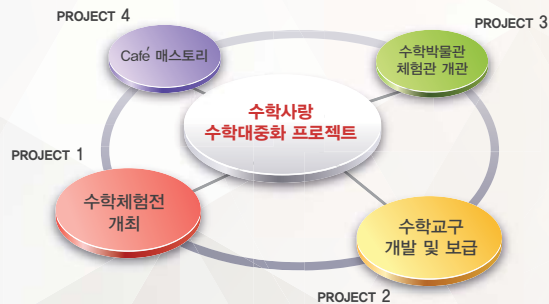 PROJECT 4
Café 매스토리
PROJECT 3
수학박물관
체험관 개관
수학사랑
수학대중화 프로젝트
PROJECT 1
수학체험전
개최
수학교구
개발 및 보급
PROJECT 2